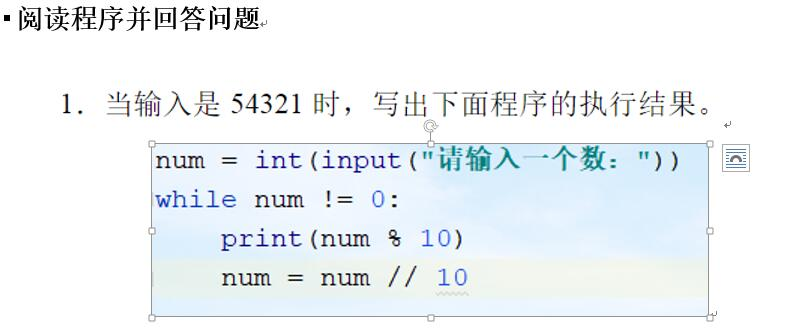 ▪ 阅读程序并回答问题
1．当输入是 54321 时，写出下面程序的执行结果。
num = int(input("请输入一个数："))
while num != 0:
    print(num % 10)
    num = num // 10